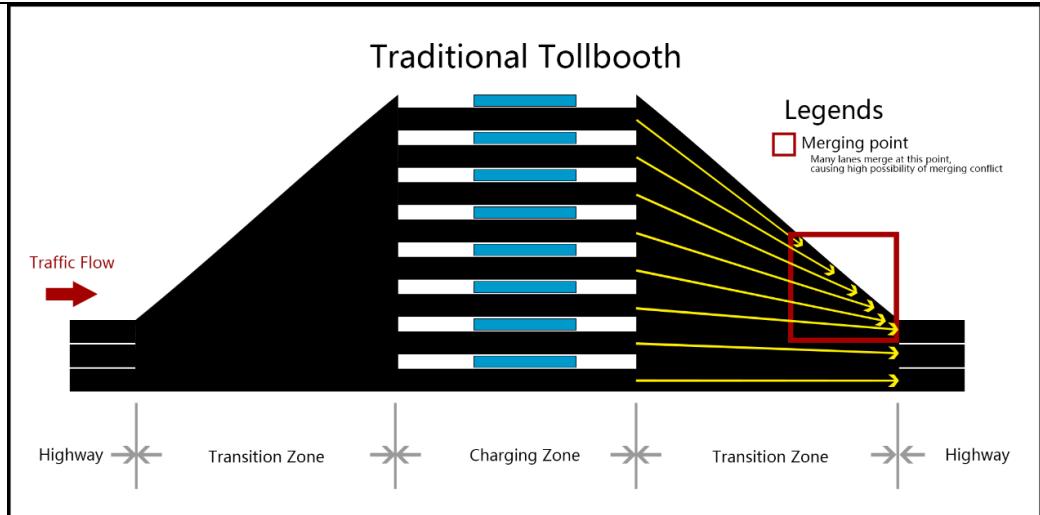 Traditional Tollbooth
Legends
Merging point
Many lanes merge at this point,
causing high possibility of merging conflict
Traffic Flow
Highway
Transition Zone
Charging Zone
Transition Zone
Highway